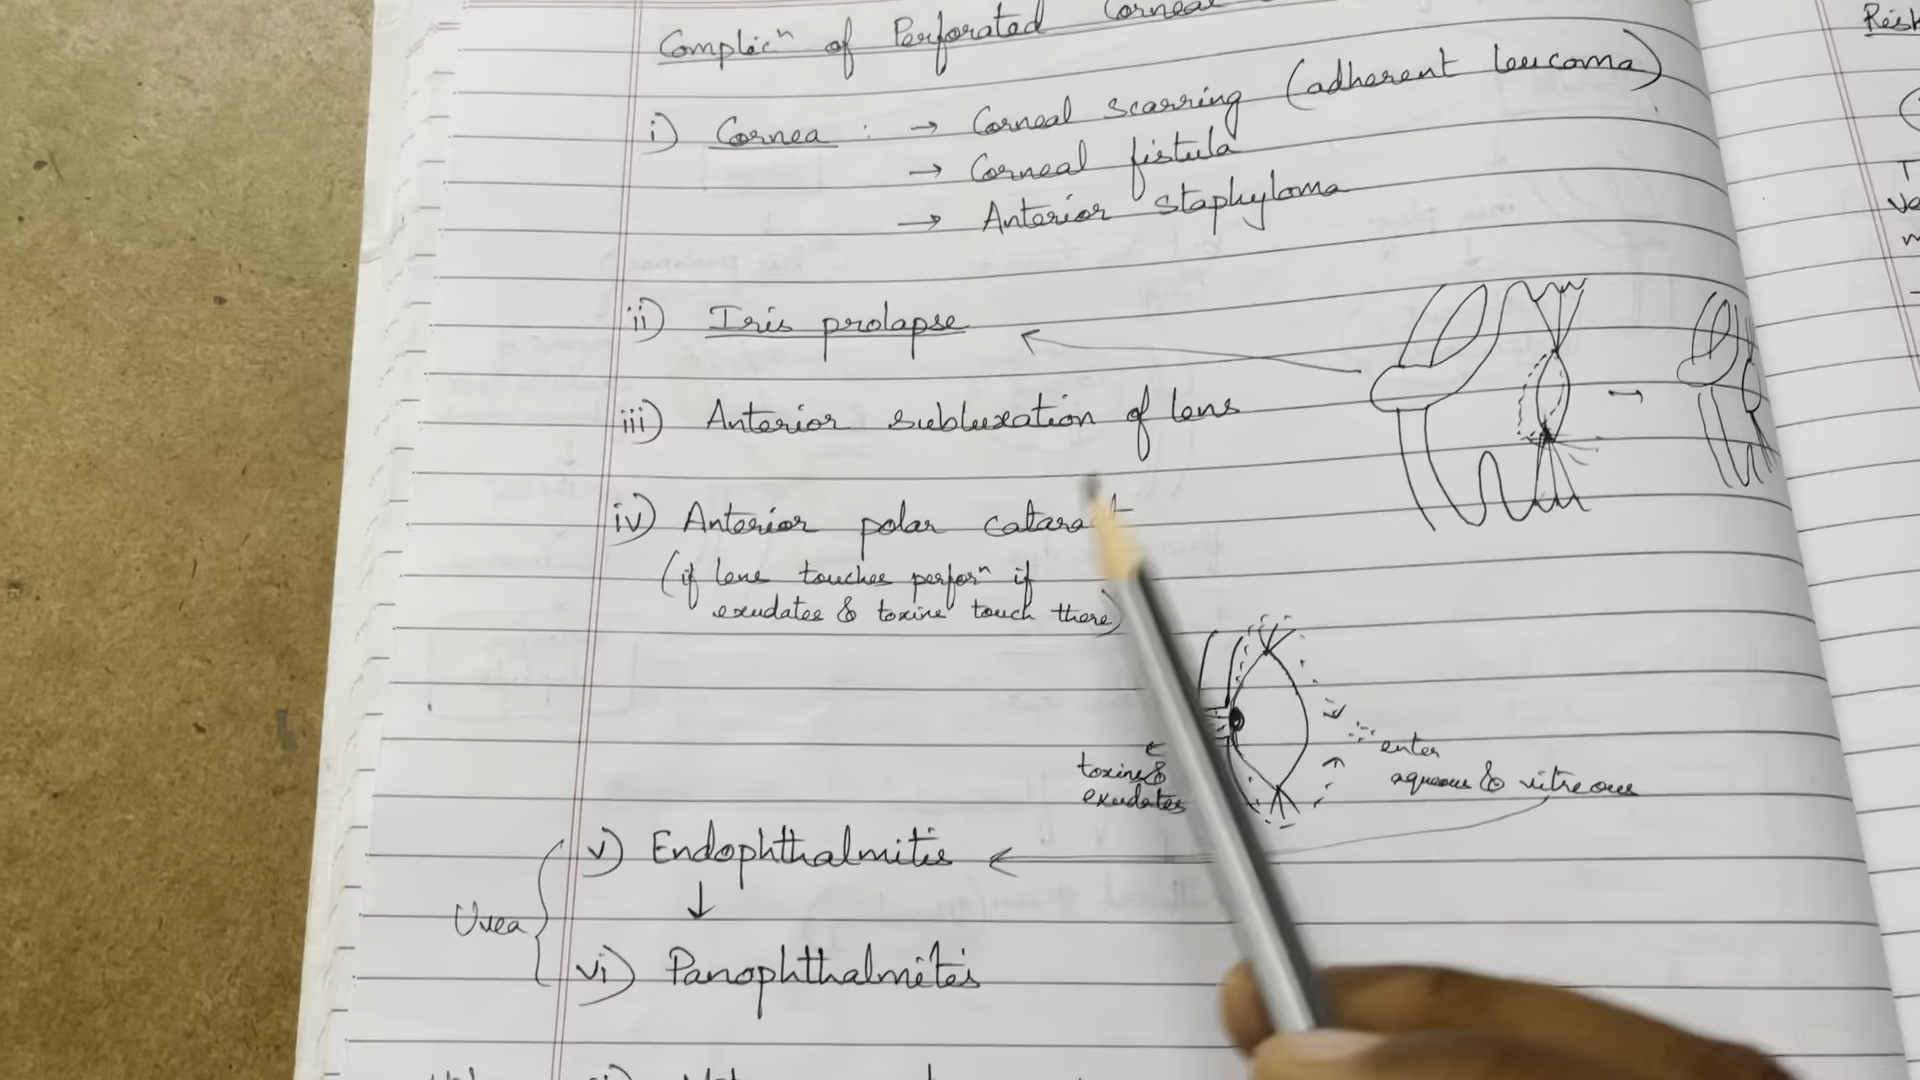 Complicⁿ of Perforated Corneal
i) Cornea : → Corneal scarring (adherent leucoma)
→ Corneal fistula
→ Anterior staphyloma
ii) Iris prolapse
iii) Anterior subluxation of lens
iv) Anterior polar cataract
(if lens touches perforⁿ if
exudates & toxins touch there)
enter
aqueous & vitreous
toxins &
exudates
v) Endophthalmitis
↓
Uvea
vi) Panophthalmitis